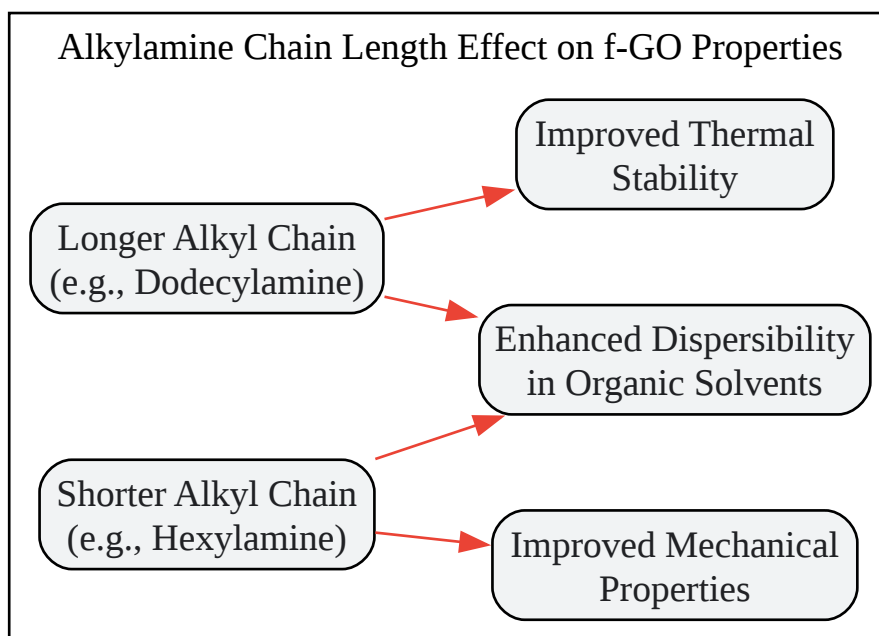 Alkylamine Chain Length Effect on f-GO Properties
Improved Thermal
Stability
Longer Alkyl Chain
(e.g., Dodecylamine)
Enhanced Dispersibility
in Organic Solvents
Shorter Alkyl Chain
(e.g., Hexylamine)
Improved Mechanical
Properties